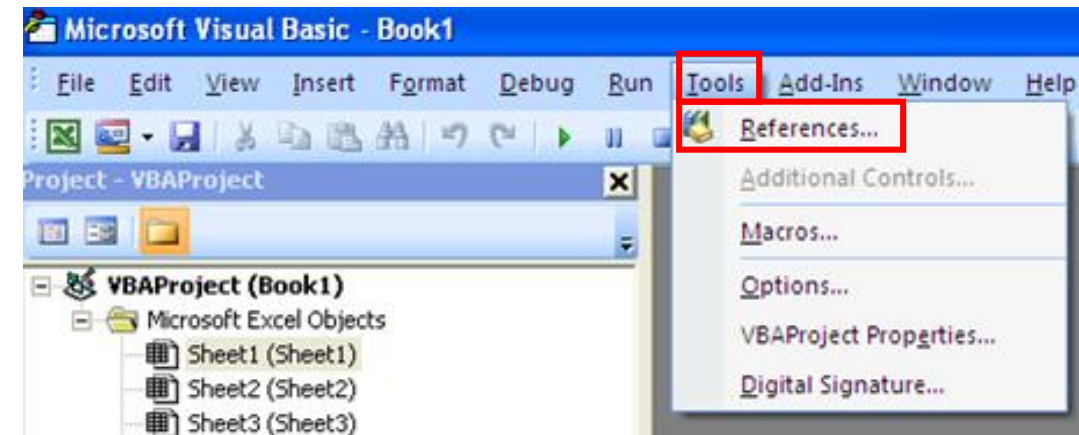 Microsoft Visual Basic - Book1
File Edit View Insert Format Debug Run Tools Add-Ins Window Help
References...
Project - VBAProject
Additional Controls...
Macros...
VBAProject (Book1)
Options...
Microsoft Excel Objects
VBAProject Properties...
Sheet1 (Sheet1)
Digital Signature...
Sheet2 (Sheet2)
Sheet3 (Sheet3)